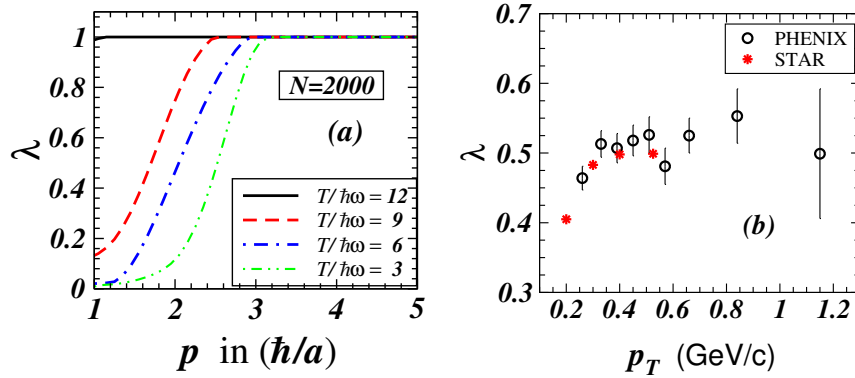 1
0.8
0.6
0.4
0.2
0
λ
N=2000
(a)
T/ħω = 12
T/ħω = 9
T/ħω = 6
T/ħω = 3
1 2 3 4 5
p in (ħ/a)
0.7
0.6
0.5
0.4
0.3
λ
PHENIX
STAR
(b)
0.2 0.4 0.6 0.8 1 1.2
p_T (GeV/c)